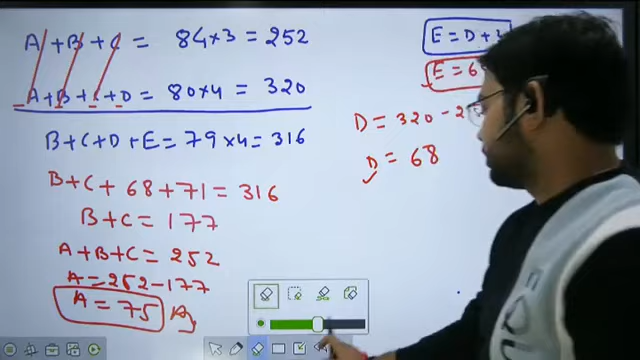 A + B + C = 84×3 = 252
A + B + C + D = 80×4 = 320
B + C + D + E = 79×4 = 316
B + C + 68 + 71 = 316
B + C = 177
A + B + C = 252
A = 252 - 177
A = 75
E = D +
E = 6
D = 320 - 2
D = 68